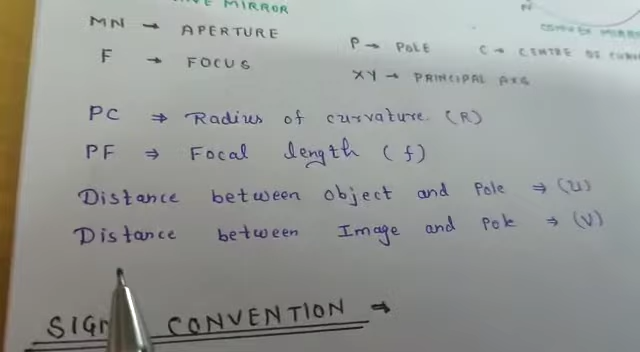 MIRROR
N
MN → APERTURE
P → POLE C → CENTRE OF
F → FOCUS
XY → PRINCIPAL AXIS
PC ⇒ Radius of curvature. (R)
PF ⇒ Focal length (f)
Distance between object and Pole ⇒ (u)
Distance between Image and Pole → (V)
SIGN CONVENTION →